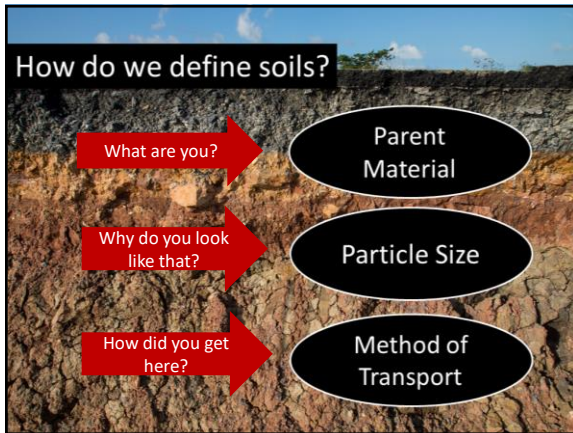 How do we define soils?
What are you?
Parent
Material
Why do you look
like that?
Particle Size
How did you get
here?
Method of
Transport